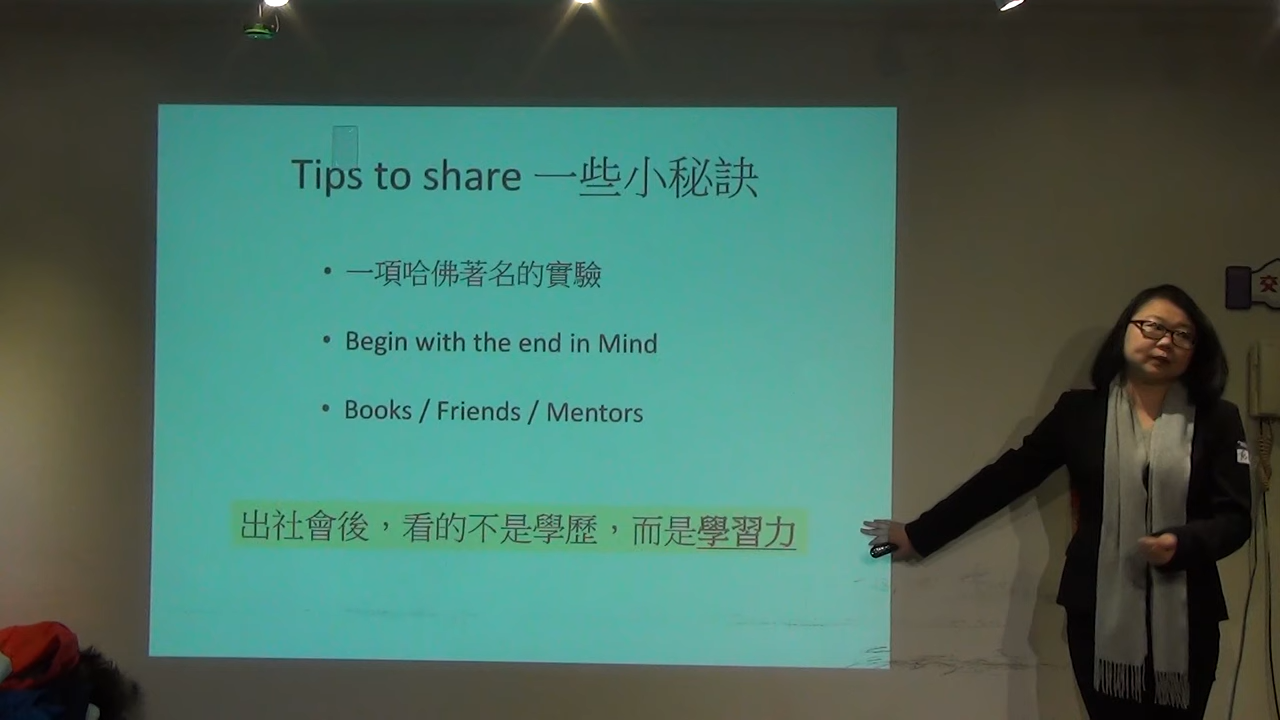 Tips to share 一些小秘訣
• 一項哈佛著名的實驗
• Begin with the end in Mind
• Books / Friends / Mentors
出社會後，看的不是學歷，而是學習力
交